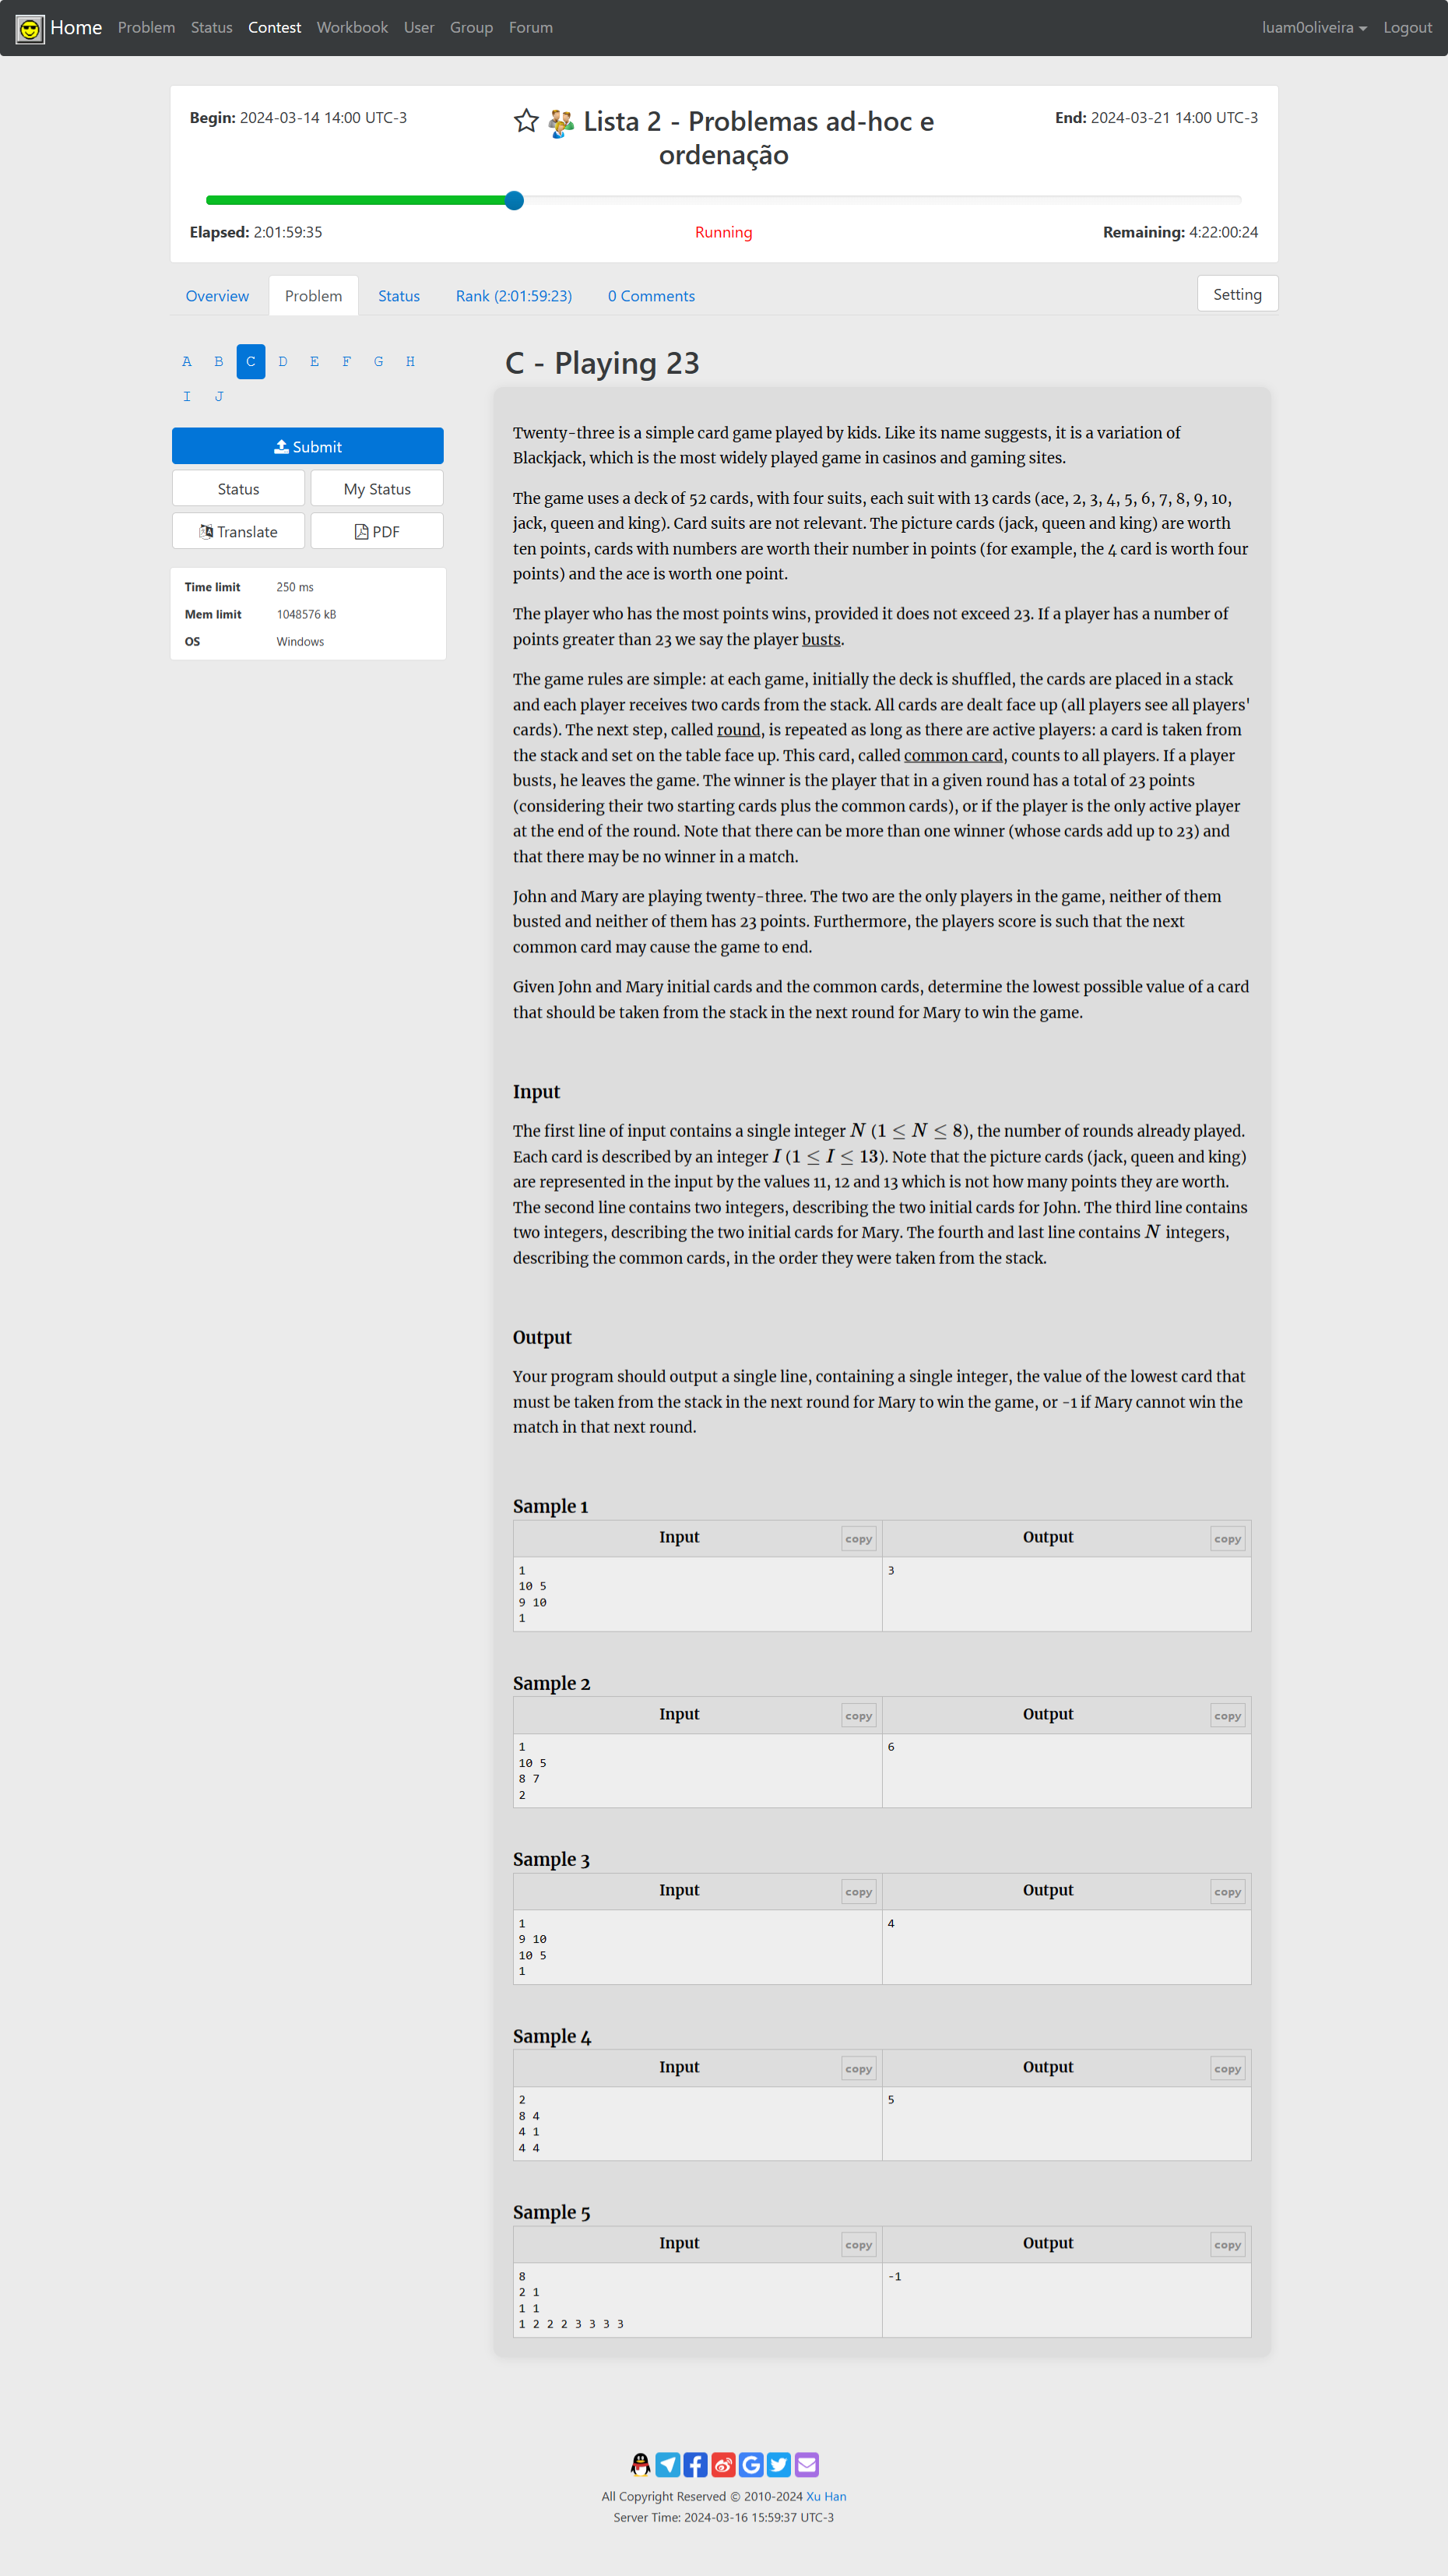 Home Problem Status Contest Workbook User Group Forum luam0oliveira Logout
Begin: 2024-03-14 14:00 UTC-3
Lista 2 - Problemas ad-hoc e
ordenação
End: 2024-03-21 14:00 UTC-3
Elapsed: 2:01:59:35
Running
Remaining: 4:22:00:24
Overview Problem Status Rank (2:01:59:23) 0 Comments Setting
A B C D E F G H
I J
Submit
Status My Status
Translate PDF
Time limit 250 ms
Mem limit 1048576 kB
OS Windows
C - Playing 23
Twenty-three is a simple card game played by kids. Like its name suggests, it is a variation of
Blackjack, which is the most widely played game in casinos and gaming sites.
The game uses a deck of 52 cards, with four suits, each suit with 13 cards (ace, 2, 3, 4, 5, 6, 7, 8, 9, 10,
jack, queen and king). Card suits are not relevant. The picture cards (jack, queen and king) are worth
ten points, cards with numbers are worth their number in points (for example, the 4 card is worth four
points) and the ace is worth one point.
The player who has the most points wins, provided it does not exceed 23. If a player has a number of
points greater than 23 we say the player busts.
The game rules are simple: at each game, initially the deck is shuffled, the cards are placed in a stack
and each player receives two cards from the stack. All cards are dealt face up (all players see all players'
cards). The next step, called round, is repeated as long as there are active players: a card is taken from
the stack and set on the table face up. This card, called common card, counts to all players. If a player
busts, he leaves the game. The winner is the player that in a given round has a total of 23 points
(considering their two starting cards plus the common cards), or if the player is the only active player
at the end of the round. Note that there can be more than one winner (whose cards add up to 23) and
that there may be no winner in a match.
John and Mary are playing twenty-three. The two are the only players in the game, neither of them
busted and neither of them has 23 points. Furthermore, the players score is such that the next
common card may cause the game to end.
Given John and Mary initial cards and the common cards, determine the lowest possible value of a card
that should be taken from the stack in the next round for Mary to win the game.
Input
The first line of input contains a single integer N (1 ≤ N ≤ 8), the number of rounds already played.
Each card is described by an integer I (1 ≤ I ≤ 13). Note that the picture cards (jack, queen and king)
are represented in the input by the values 11, 12 and 13 which is not how many points they are worth.
The second line contains two integers, describing the two initial cards for John. The third line contains
two integers, describing the two initial cards for Mary. The fourth and last line contains N integers,
describing the common cards, in the order they were taken from the stack.
Output
Your program should output a single line, containing a single integer, the value of the lowest card that
must be taken from the stack in the next round for Mary to win the game, or -1 if Mary cannot win the
match in that next round.
Sample 1
Input copy Output copy
1
10 5
9 10
1
3
Sample 2
Input copy Output copy
1
10 5
8 7
2
6
Sample 3
Input copy Output copy
1
9 10
10 5
1
4
Sample 4
Input copy Output copy
2
8 4
4 1
4 4
5
Sample 5
Input copy Output copy
8
2 1
1 1
1 2 2 2 3 3 3 3
-1
All Copyright Reserved © 2010-2024 Xu Han
Server Time: 2024-03-16 15:59:37 UTC-3